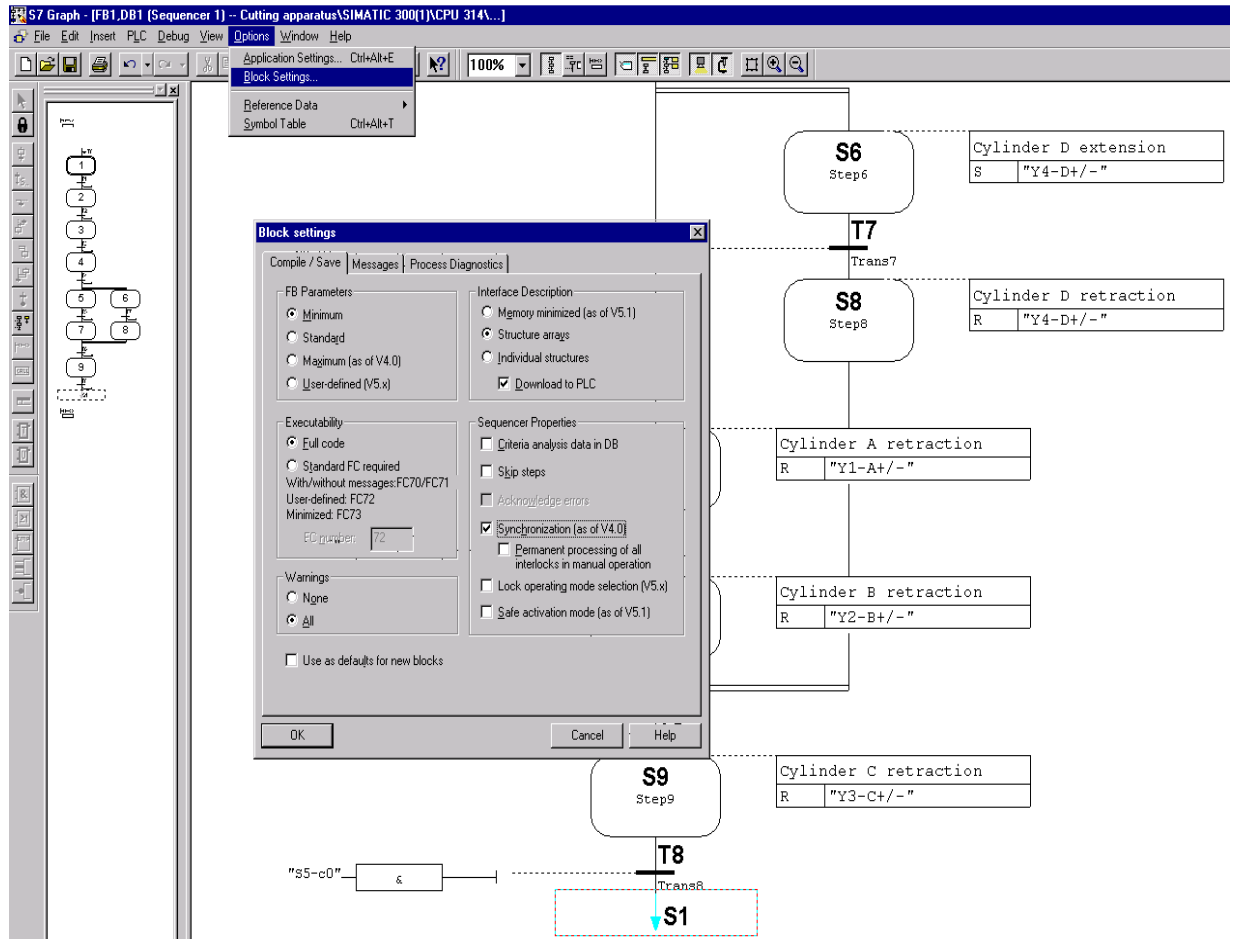 S7 Graph - [FB1,DB1 (Sequencer 1) -- Cutting apparatus\SIMATIC 300(1)\CPU 314\...]
File Edit Insert PLC Debug View Options Window Help
Application Settings... Ctrl+Alt+E
Block Settings...
Reference Data
Symbol Table Ctrl+Alt+T
100%
1
2
3
4
5 6
7 8
9
S6
Step6
Cylinder D extension
S "Y4-D+/-"
T7
Trans7
S8
Step8
Cylinder D retraction
R "Y4-D+/-"
Block settings
Compile / Save Messages Process Diagnostics
FB Parameters
Minimum
Standard
Maximum (as of V4.0)
User-defined (V5.x)
Interface Description
Memory minimized (as of V5.1)
Structure arrays
Individual structures
Download to PLC
Executability
Full code
Standard FC required
With/without messages:FC70/FC71
User-defined: FC72
Minimized: FC73
FC number: 72
Sequencer Properties
Criteria analysis data in DB
Skip steps
Acknowledge errors
Synchronization (as of V4.0)
Permanent processing of all
interlocks in manual operation
Lock operating mode selection (V5.x)
Safe activation mode (as of V5.1)
Warnings
None
All
Use as defaults for new blocks
OK Cancel Help
Cylinder A retraction
R "Y1-A+/-"
Cylinder B retraction
R "Y2-B+/-"
S9
Step9
Cylinder C retraction
R "Y3-C+/-"
T8
Trans8
"S5-c0" &
S1